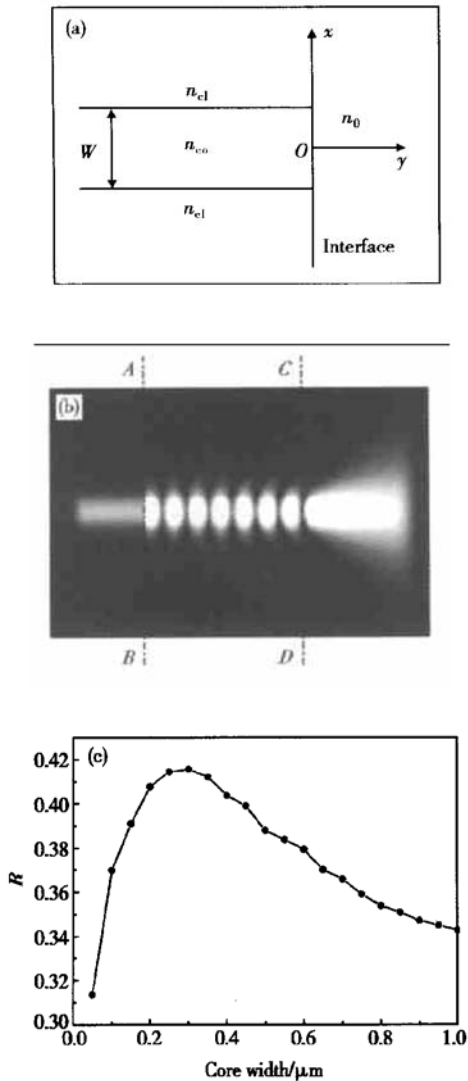 (a)
x
n_cl
n_0
W
n_co
O
y
n_cl
Interface
A
C
(b)
B
D
(c)
0.42
0.40
0.38
R
0.36
0.34
0.32
0.30
0.0 0.2 0.4 0.6 0.8 1.0
Core width/μm